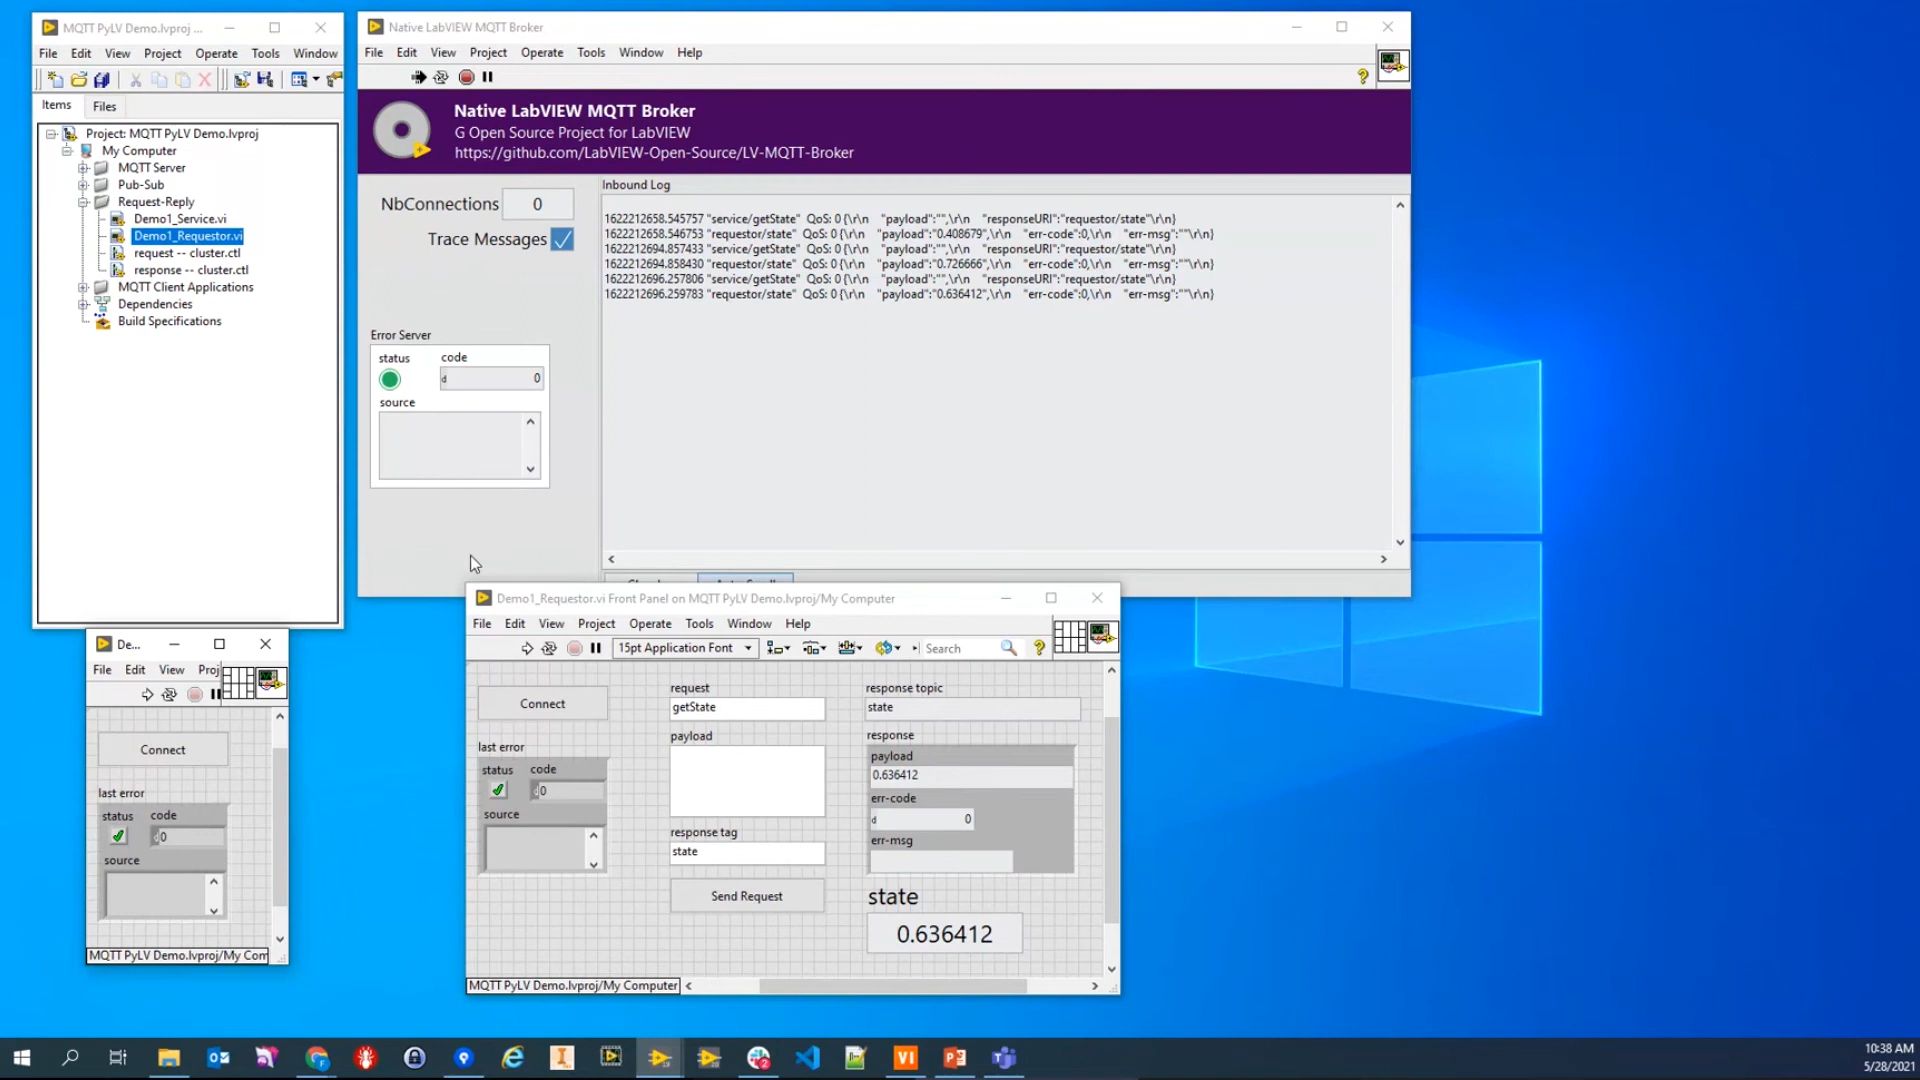 MQTT PyLV Demo.lvproj ...
File Edit View Project Operate Tools Window
Items Files
Project: MQTT PyLV Demo.lvproj
My Computer
MQTT Server
Pub-Sub
Request-Reply
Demo1_Service.vi
Demo1_Requestor.vi
request -- cluster.ctl
response -- cluster.ctl
MQTT Client Applications
Dependencies
Build Specifications
Native LabVIEW MQTT Broker
File Edit View Project Operate Tools Window Help
Native LabVIEW MQTT Broker
G Open Source Project for LabVIEW
https://github.com/LabVIEW-Open-Source/LV-MQTT-Broker
NbConnections 0
Trace Messages
Error Server
status code
d 0
source
Inbound Log
1622212658.545757 "service/getState" QoS: 0 {\r\n "payload":"",\r\n "responseURI":"requestor/state"\r\n}
1622212658.546753 "requestor/state" QoS: 0 {\r\n "payload":"0.408679",\r\n "err-code":0,\r\n "err-msg":""\r\n}
1622212694.857433 "service/getState" QoS: 0 {\r\n "payload":"",\r\n "responseURI":"requestor/state"\r\n}
1622212694.858430 "requestor/state" QoS: 0 {\r\n "payload":"0.726666",\r\n "err-code":0,\r\n "err-msg":""\r\n}
1622212696.257806 "service/getState" QoS: 0 {\r\n "payload":"",\r\n "responseURI":"requestor/state"\r\n}
1622212696.259783 "requestor/state" QoS: 0 {\r\n "payload":"0.636412",\r\n "err-code":0,\r\n "err-msg":""\r\n}
De...
File Edit View Proj
Connect
last error
status code
d 0
source
MQTT PyLV Demo.lvproj/My Com
Demo1_Requestor.vi Front Panel on MQTT PyLV Demo.lvproj/My Computer
File Edit View Project Operate Tools Window Help
15pt Application Font Search
Connect
last error
status code
d 0
source
request
getState
payload
response tag
state
Send Request
response topic
state
response
payload
0.636412
err-code
d 0
err-msg
state
0.636412
MQTT PyLV Demo.lvproj/My Computer
10:38 AM
5/28/2021